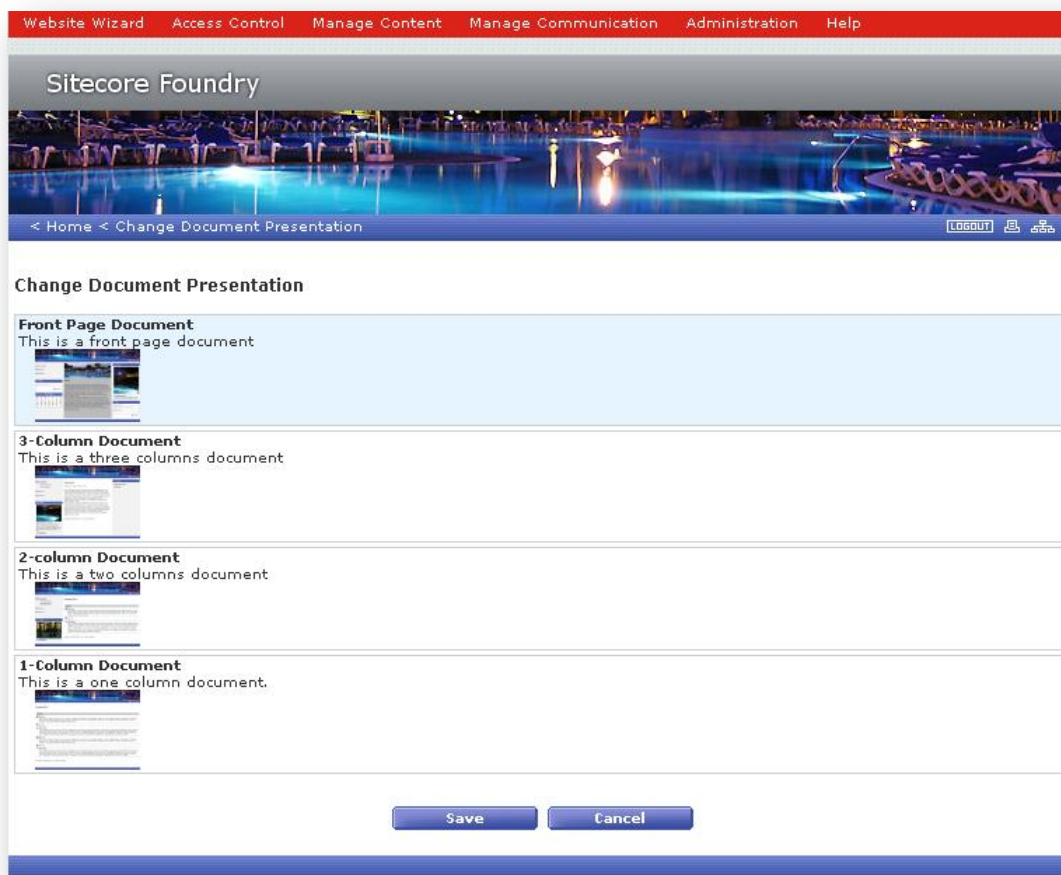 Website Wizard Access Control Manage Content Manage Communication Administration Help
Sitecore Foundry
< Home < Change Document Presentation LOGOUT
Change Document Presentation
Front Page Document
This is a front page document
3-Column Document
This is a three columns document
2-column Document
This is a two columns document
1-Column Document
This is a one column document.
Save Cancel